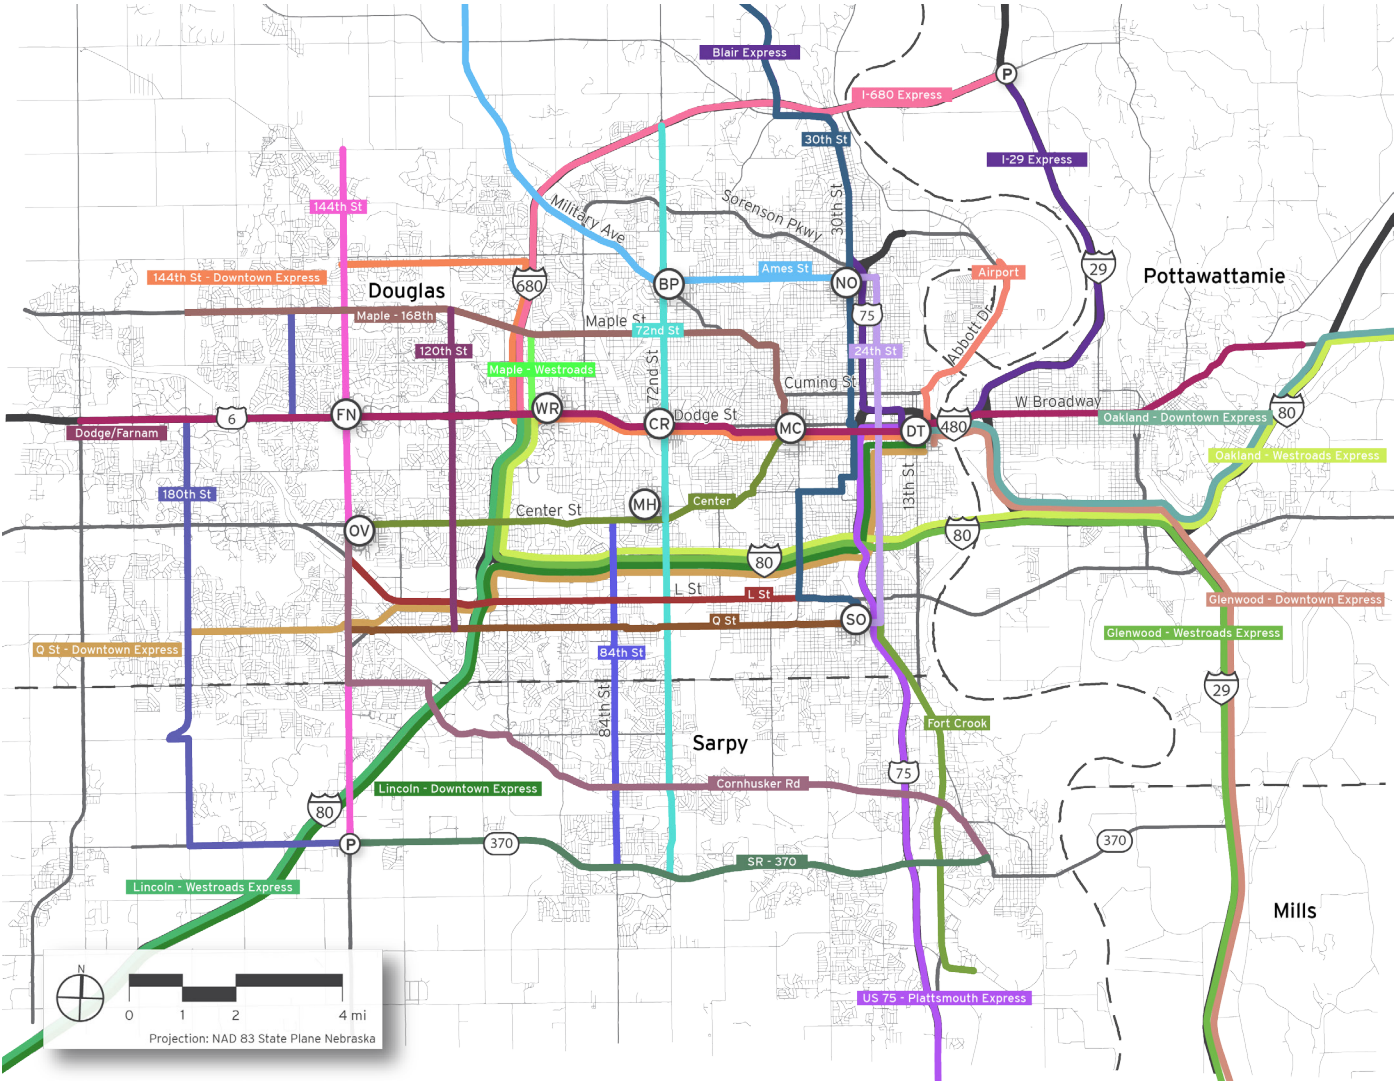 Blair Express
P
I-680 Express
30th St
I-29 Express
144th St
Military Ave
Sorenson Pkwy
30th St
144th St - Downtown Express
Douglas
680
BP
Ames St
NO
Airport
29
Pottawattamie
Maple - 168th
Maple St
72nd St
75
120th St
24th St
Abbott Dr
Maple - Westroads
72nd St
Cuming St
FN
WR
W Broadway
6
Dodge St
CR
MC
DT
480
Oakland - Downtown Express
80
Dodge/Farnam
Oakland - Westroads Express
180th St
13th St
MH
Center
Center St
OV
80
80
L St
L St
Glenwood - Downtown Express
Q St
SO
Glenwood - Westroads Express
Q St - Downtown Express
84th St
29
84th St
Fort Crook
Sarpy
75
Cornhusker Rd
Lincoln - Downtown Express
80
P
370
370
SR - 370
Lincoln - Westroads Express
Mills
N
US 75 - Plattsmouth Express
0 1 2 4 mi
Projection: NAD 83 State Plane Nebraska